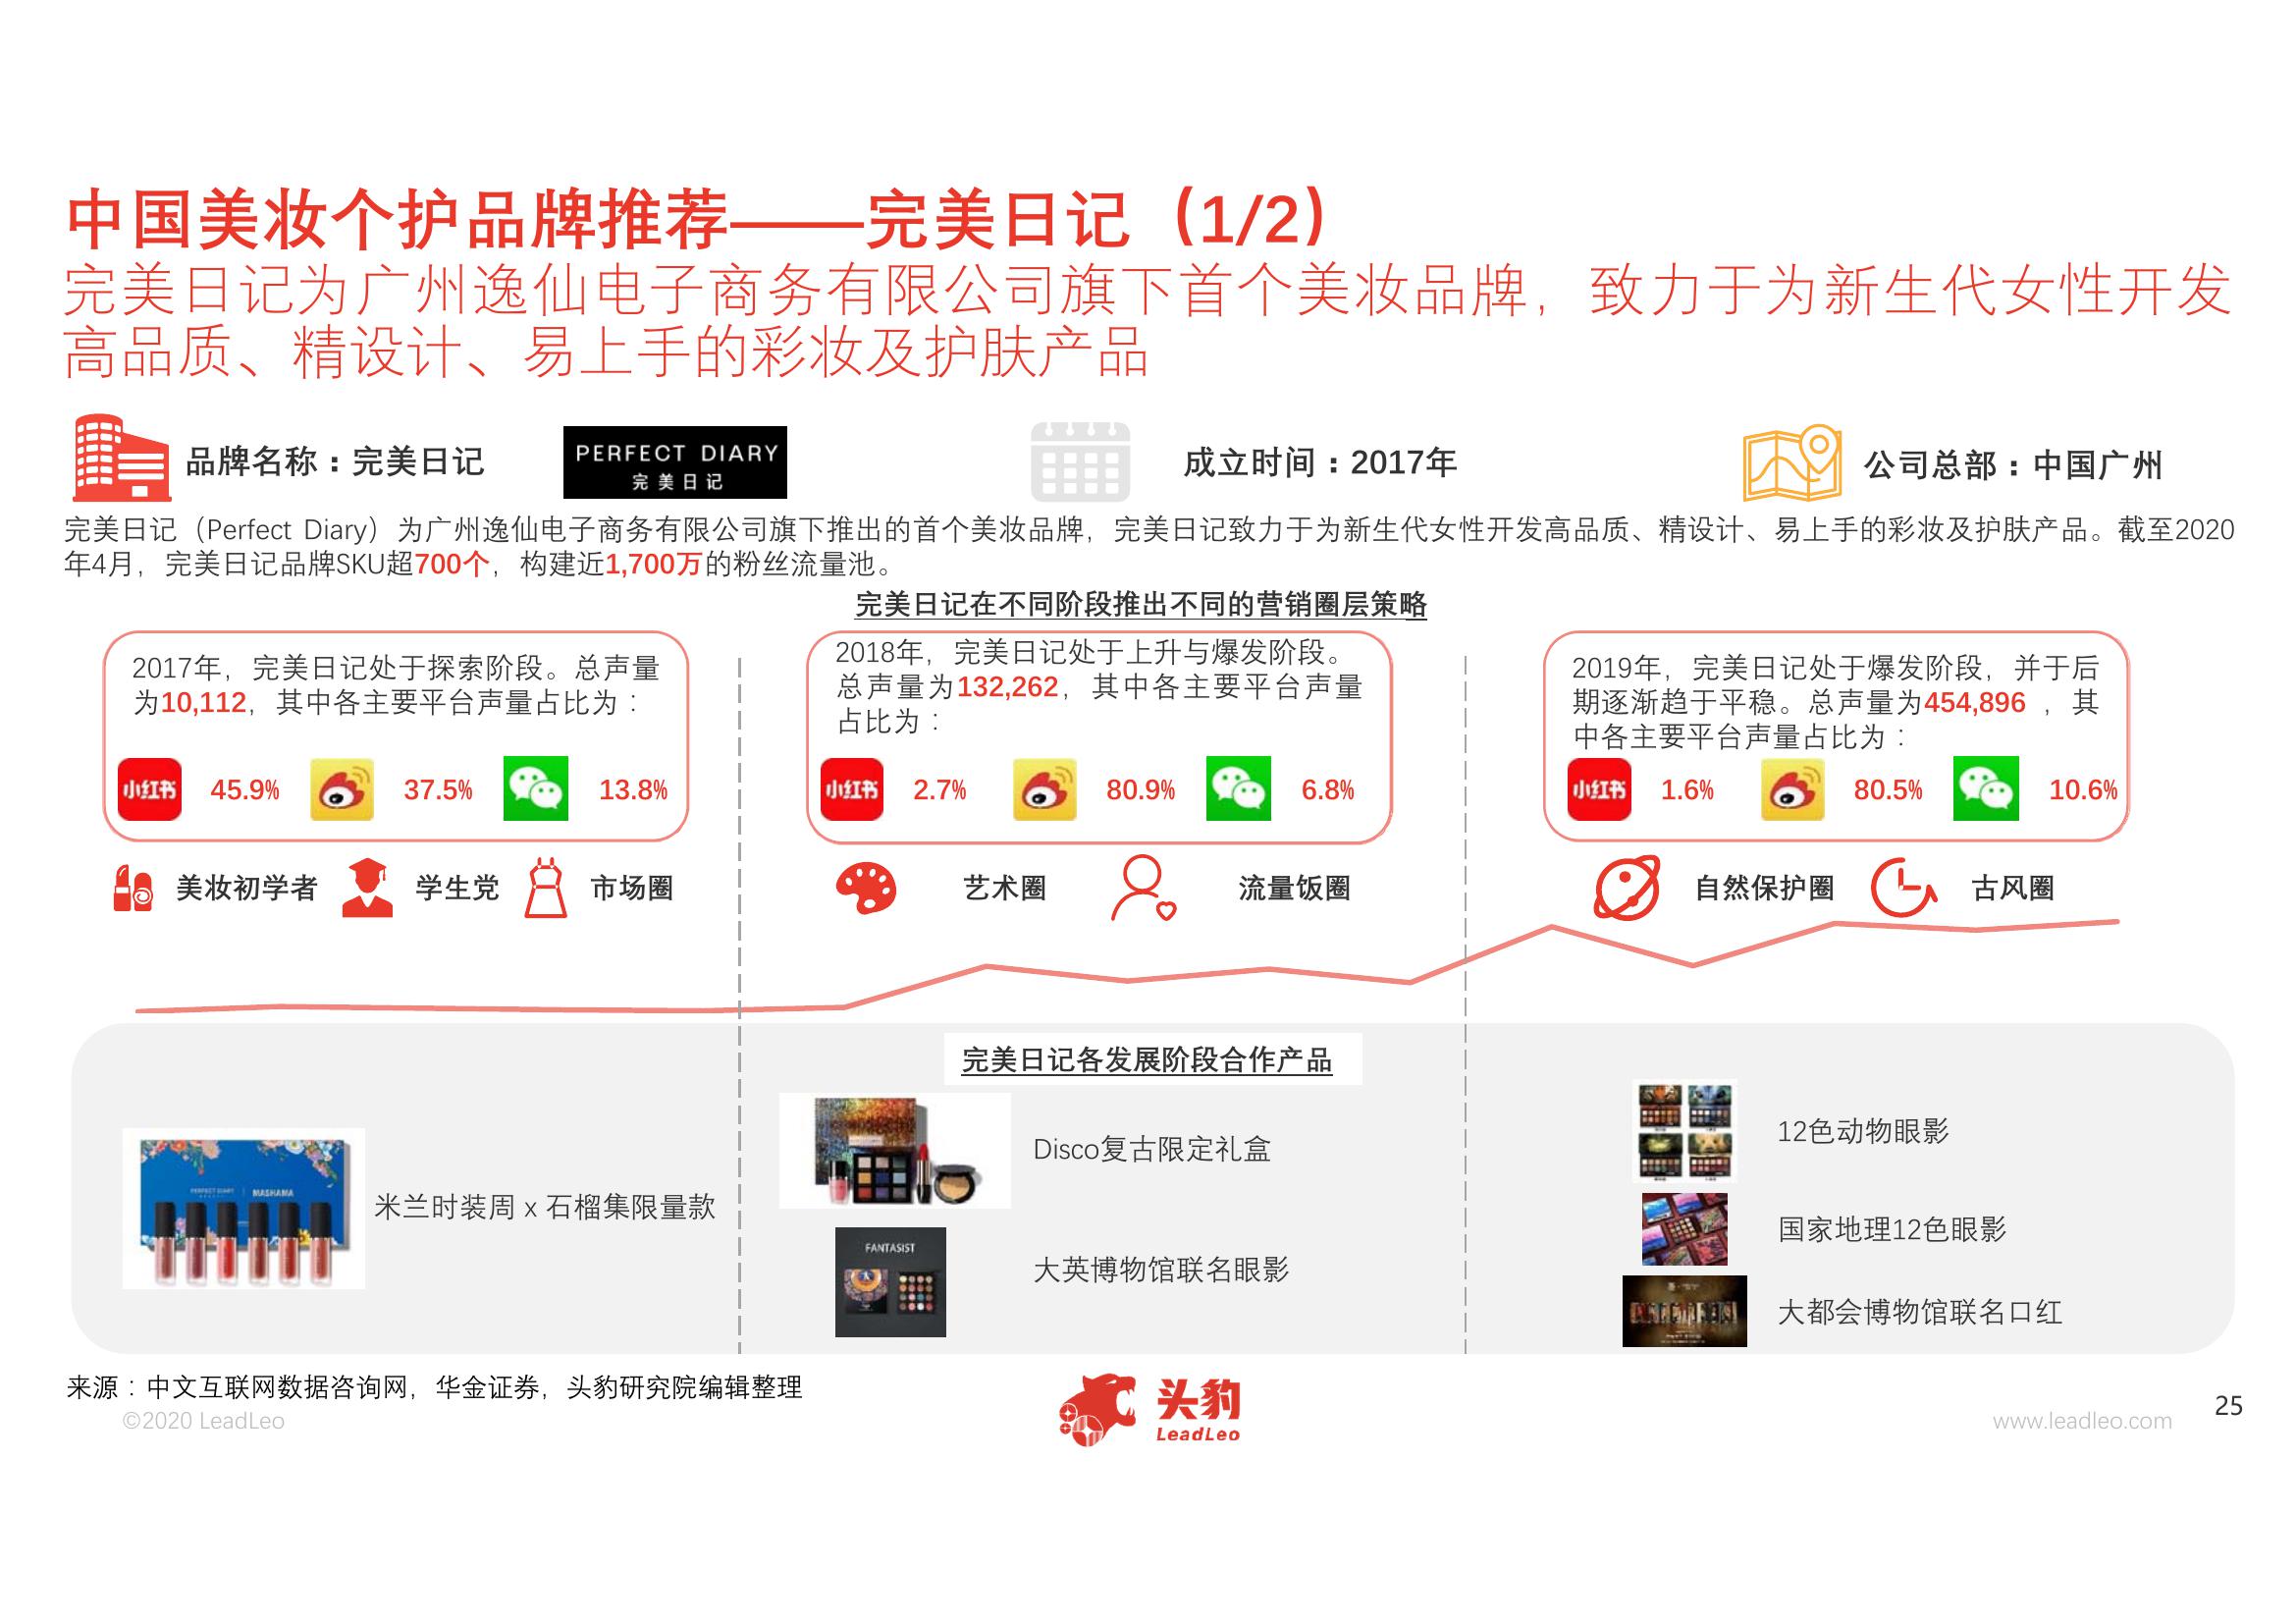 中国美妆个护品牌推荐——完美日记（1/2）
完美日记为广州逸仙电子商务有限公司旗下首个美妆品牌，致力于为新生代女性开发
高品质、精设计、易上手的彩妆及护肤产品
品牌名称：完美日记
PERFECT DIARY
完美日记
成立时间：2017年
公司总部：中国广州
完美日记（Perfect Diary）为广州逸仙电子商务有限公司旗下推出的首个美妆品牌，完美日记致力于为新生代女性开发高品质、精设计、易上手的彩妆及护肤产品。截至2020
年4月，完美日记品牌SKU超700个，构建近1,700万的粉丝流量池。
完美日记在不同阶段推出不同的营销圈层策略
2017年，完美日记处于探索阶段。总声量
为10,112，其中各主要平台声量占比为：
小红书 45.9% 37.5% 13.8%
2018年，完美日记处于上升与爆发阶段。
总声量为132,262，其中各主要平台声量
占比为：
小红书 2.7% 80.9% 6.8%
2019年，完美日记处于爆发阶段，并于后
期逐渐趋于平稳。总声量为454,896 ，其
中各主要平台声量占比为：
小红书 1.6% 80.5% 10.6%
美妆初学者 学生党 市场圈
艺术圈 流量饭圈
自然保护圈 古风圈
完美日记各发展阶段合作产品
PERFECT DIARY MASHAMA
米兰时装周 x 石榴集限量款
Disco复古限定礼盒
FANTASIST
大英博物馆联名眼影
12色动物眼影
国家地理12色眼影
大都会博物馆联名口红
来源：中文互联网数据咨询网，华金证券，头豹研究院编辑整理
©2020 LeadLeo
头豹
LeadLeo
www.leadleo.com
25